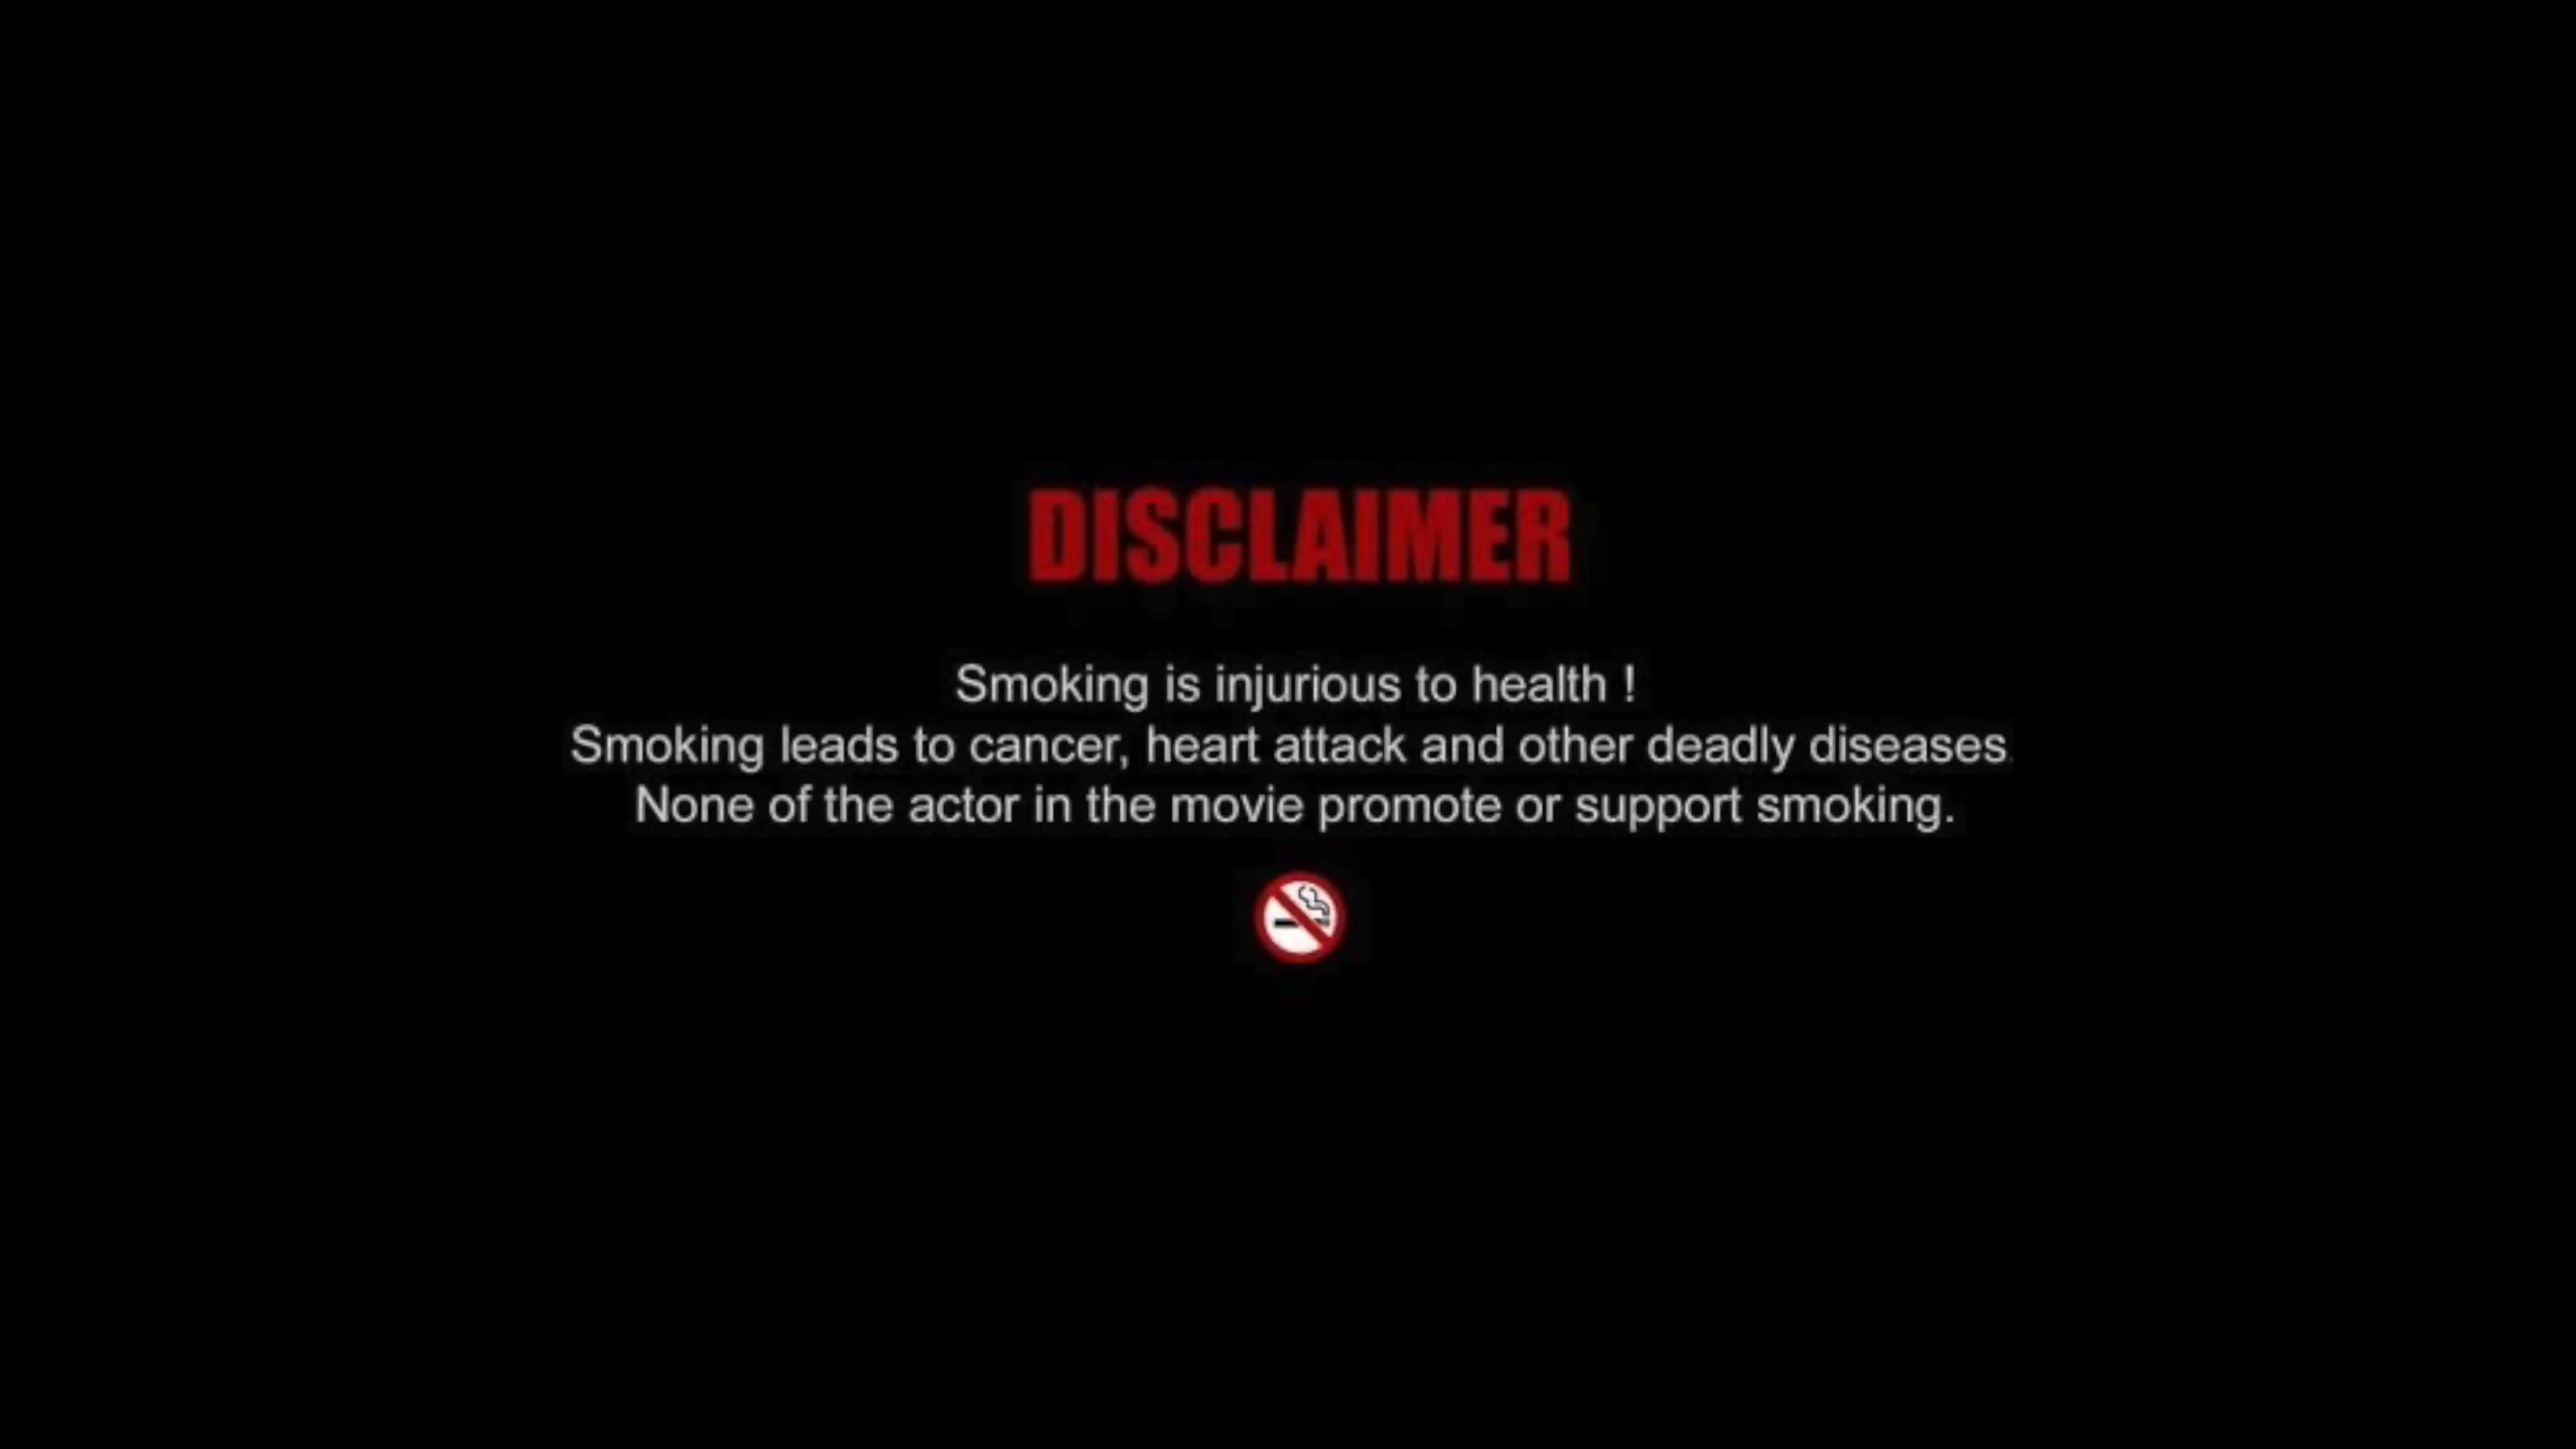 DISCLAIMER
Smoking is injurious to health !
Smoking leads to cancer, heart attack and other deadly diseases.
None of the actor in the movie promote or support smoking.